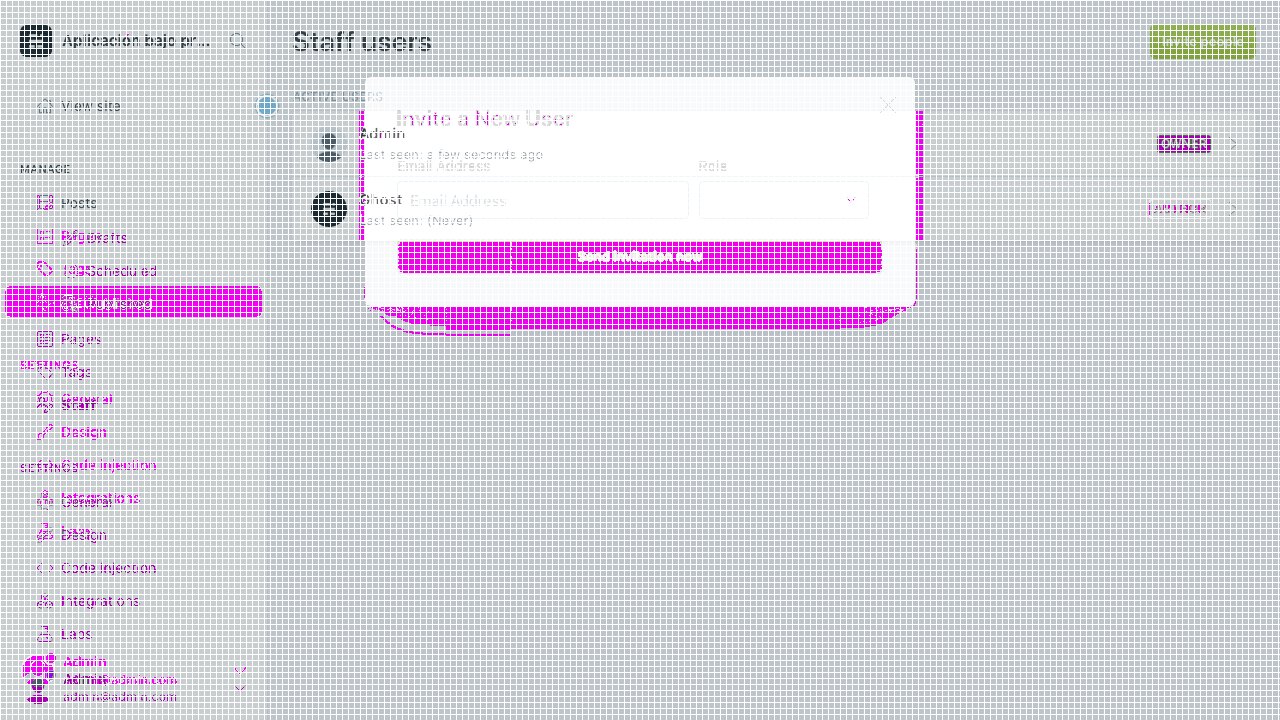 Aplicación bajo pr...
Staff users
Invite people
View site
ACTIVE USERS
Invite a New User
Admin
Last seen: a few seconds ago
Email Address
Role
OWNER
MANAGE
Posts
Ghost
Email Address
Last seen: (Never)
Drafts
Scheduled
Send invitation now
Pages
SETTINGS
Tags
General
Staff
Design
SETTINGS
Code injection
Integrations
General
Labs
Design
Code injection
Integrations
Labs
Admin
Admin
admin@admin.com
admin@admin.com